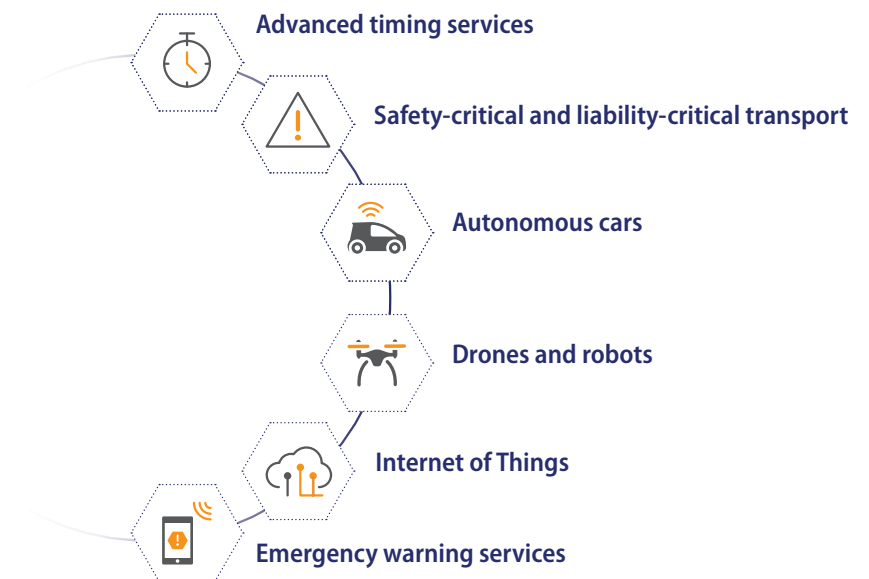 Advanced timing services
Safety-critical and liability-critical transport
Autonomous cars
Drones and robots
Internet of Things
Emergency warning services